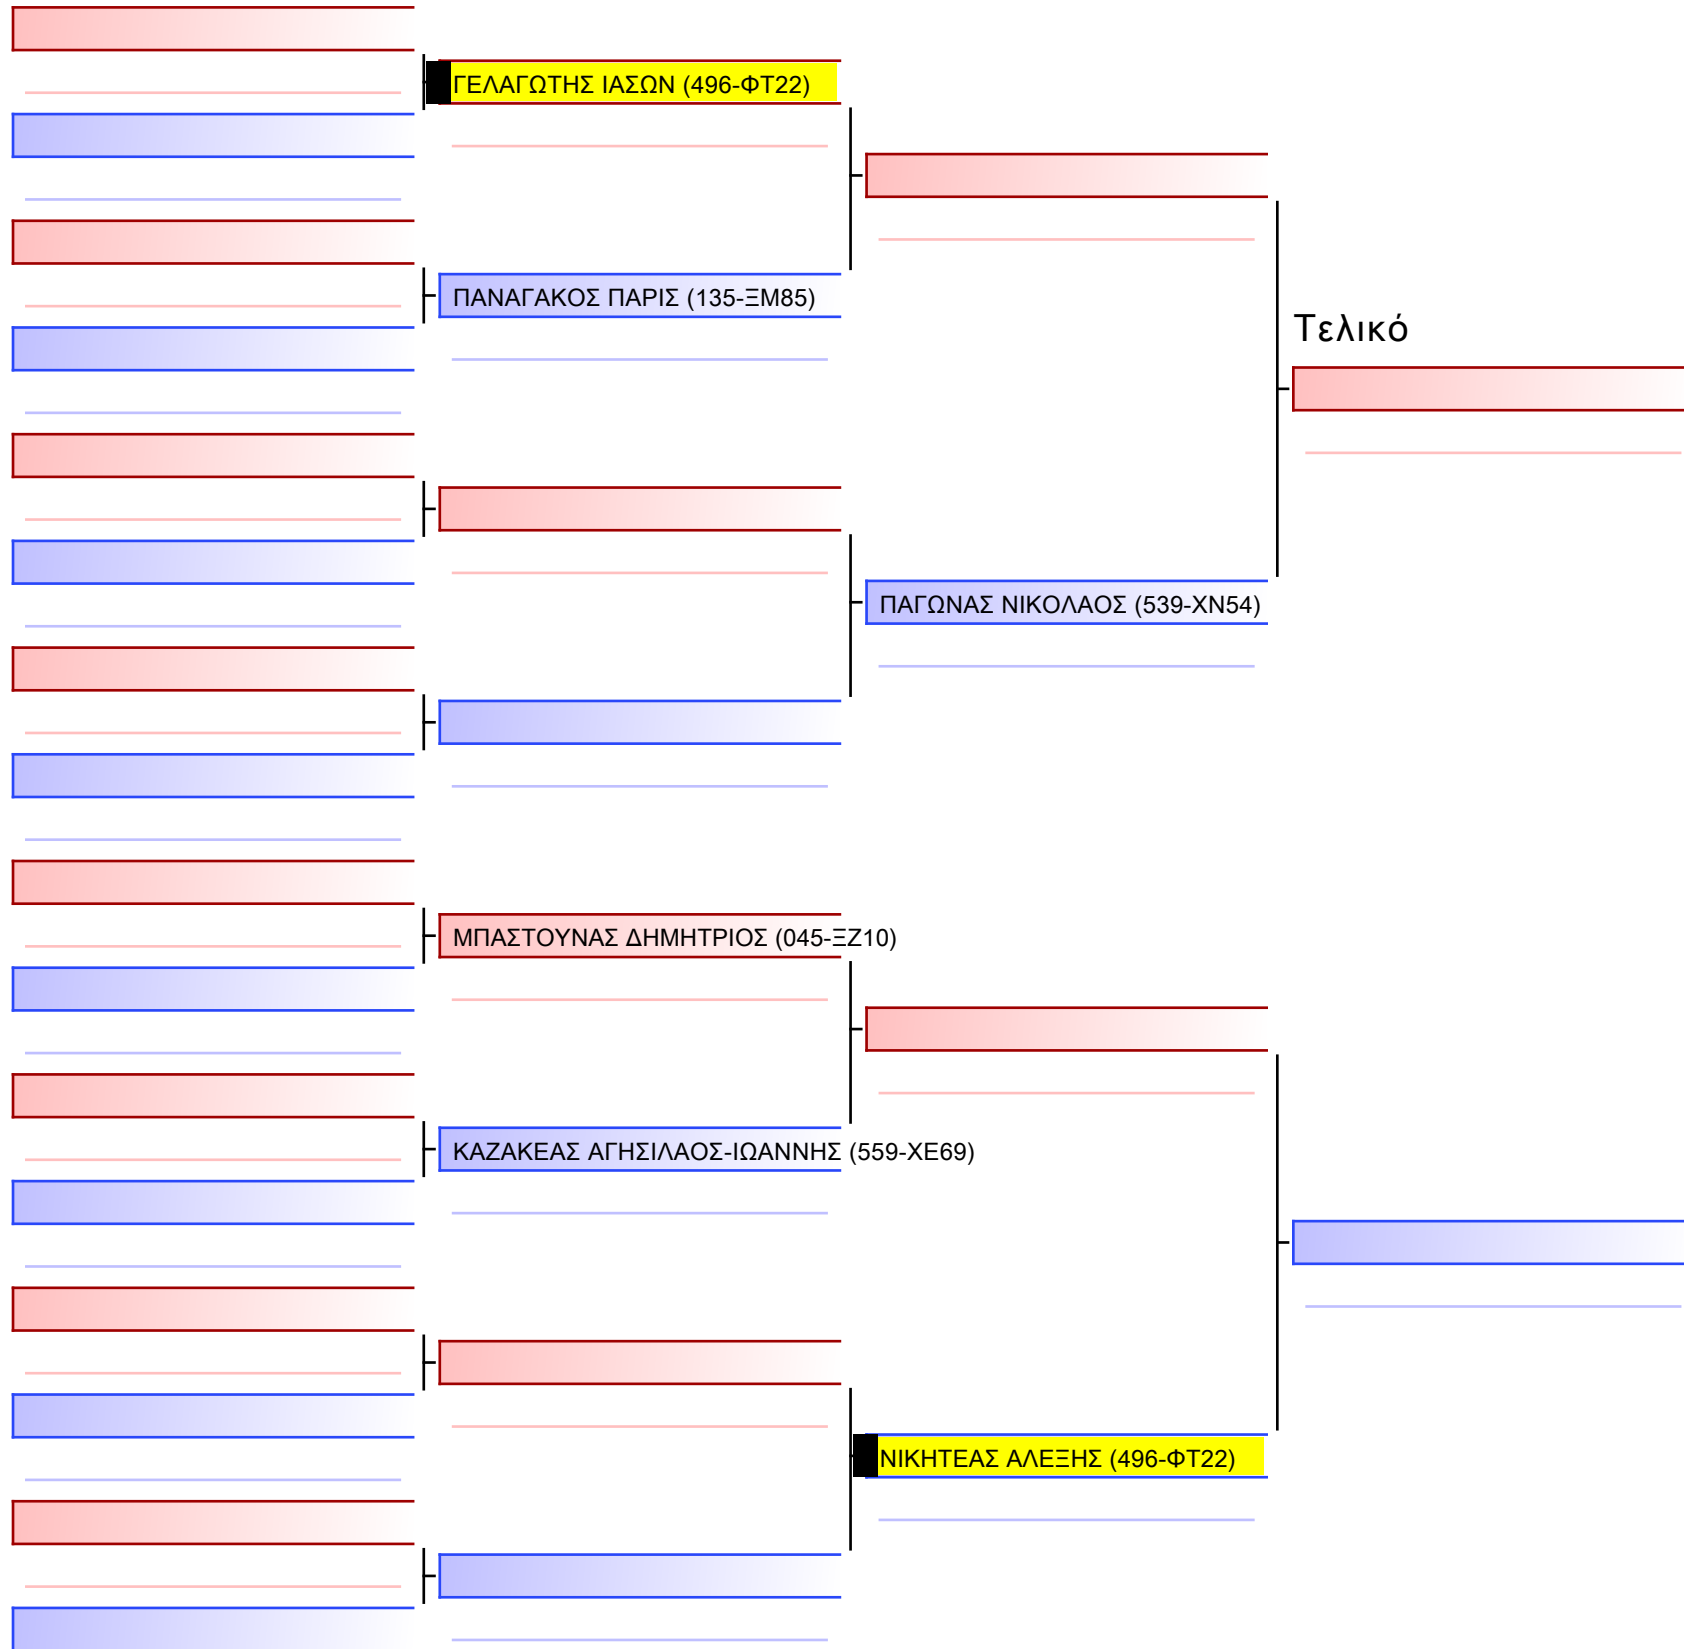 ΓΕΛΑΓΩΤΗΣ ΙΑΣΩΝ (496-ΦΤ22)
ΠΑΝΑΓΑΚΟΣ ΠΑΡΙΣ (135-ΞΜ85)
Τελικό
ΠΑΓΩΝΑΣ ΝΙΚΟΛΑΟΣ (539-ΧΝ54)
ΜΠΑΣΤΟΥΝΑΣ ΔΗΜΗΤΡΙΟΣ (045-ΞΖ10)
ΚΑΖΑΚΕΑΣ ΑΓΗΣΙΛΑΟΣ-ΙΩΑΝΝΗΣ (559-ΧΕ69)
ΝΙΚΗΤΕΑΣ ΑΛΕΞΗΣ (496-ΦΤ22)